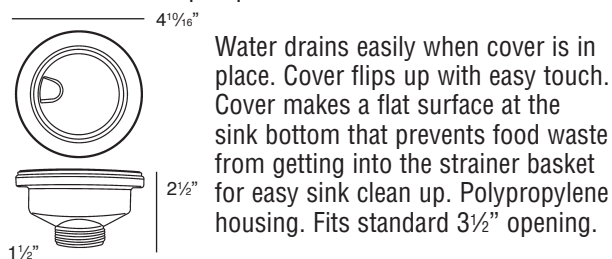 4¹⁰⁄₁₆”
Water drains easily when cover is in
place. Cover flips up with easy touch.
Cover makes a flat surface at the
sink bottom that prevents food waste
from getting into the strainer basket
for easy sink clean up. Polypropylene
housing. Fits standard 3½” opening.
2½”
1½”